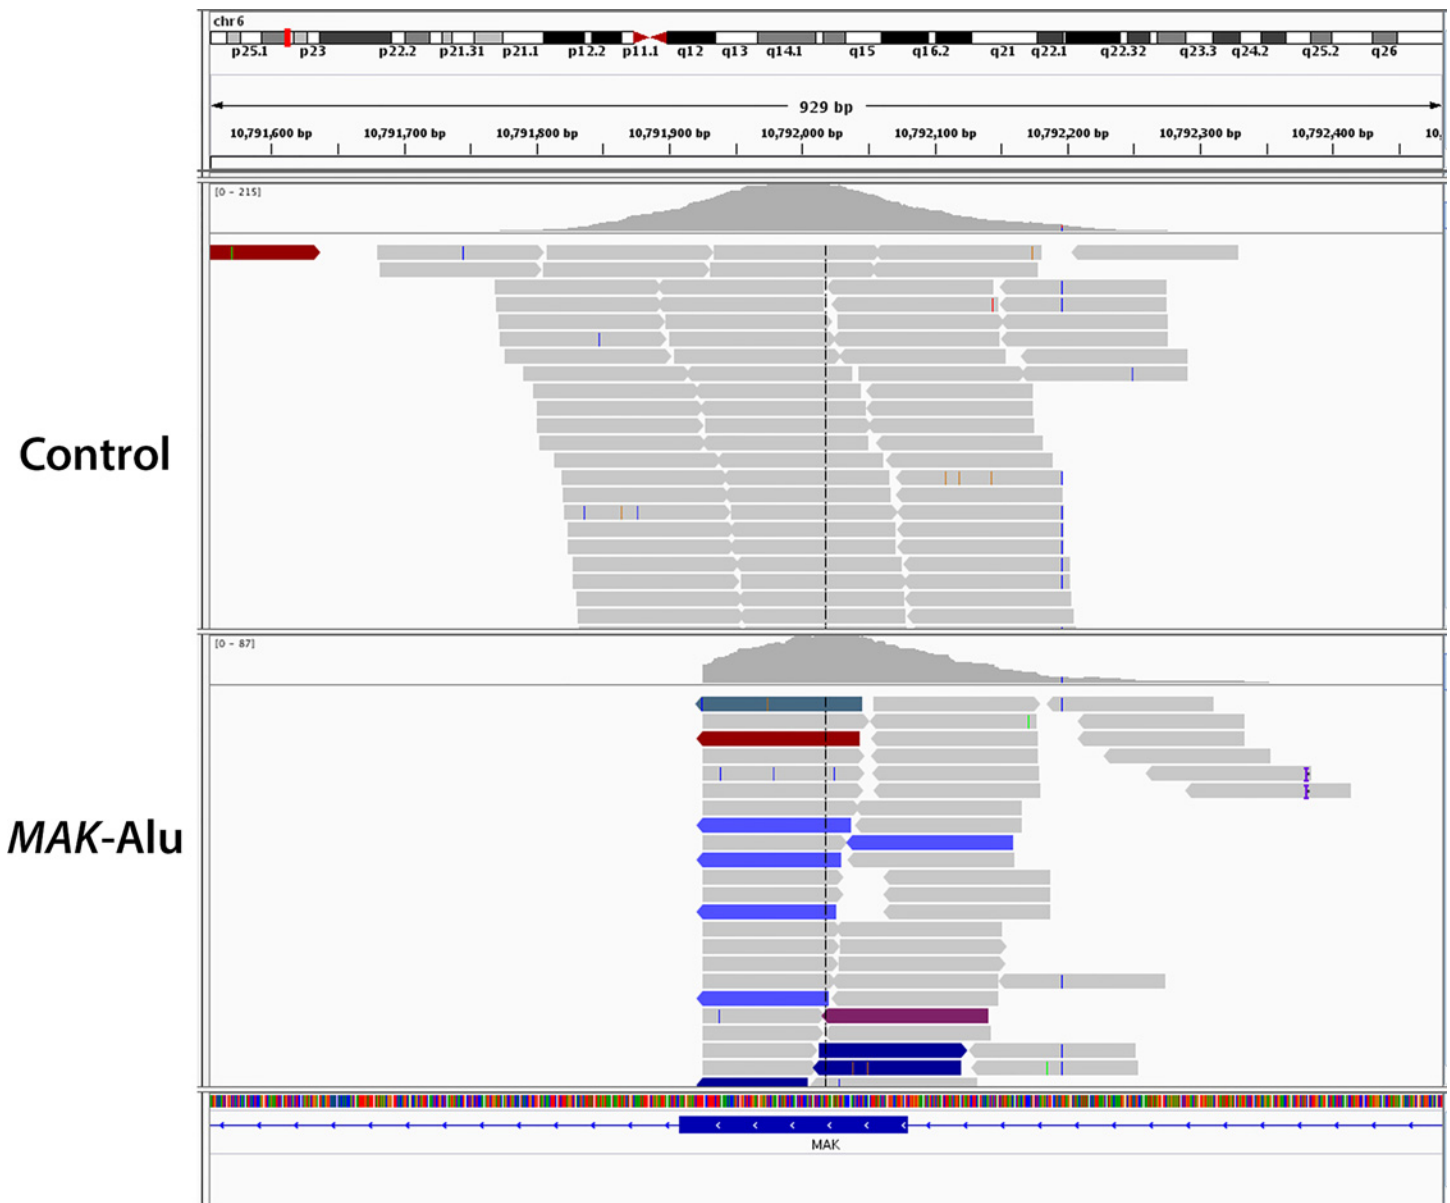 chr6
p25.1 p23 p22.2 p21.31 p21.1 p12.2 p11.1 q12 q13 q14.1 q15 q16.2 q21 q22.1 q22.32 q23.3 q24.2 q25.2 q26
929 bp
10,791,600 bp 10,791,700 bp 10,791,800 bp 10,791,900 bp 10,792,000 bp 10,792,100 bp 10,792,200 bp 10,792,300 bp 10,792,400 bp 10,
[0 - 215]
Control
[0 - 87]
MAK-Alu
MAK